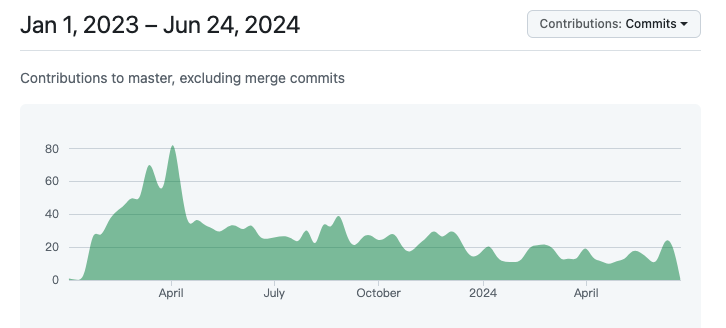 Jan 1, 2023 – Jun 24, 2024
Contributions: Commits
Contributions to master, excluding merge commits
80
60
40
20
0
April July October 2024 April